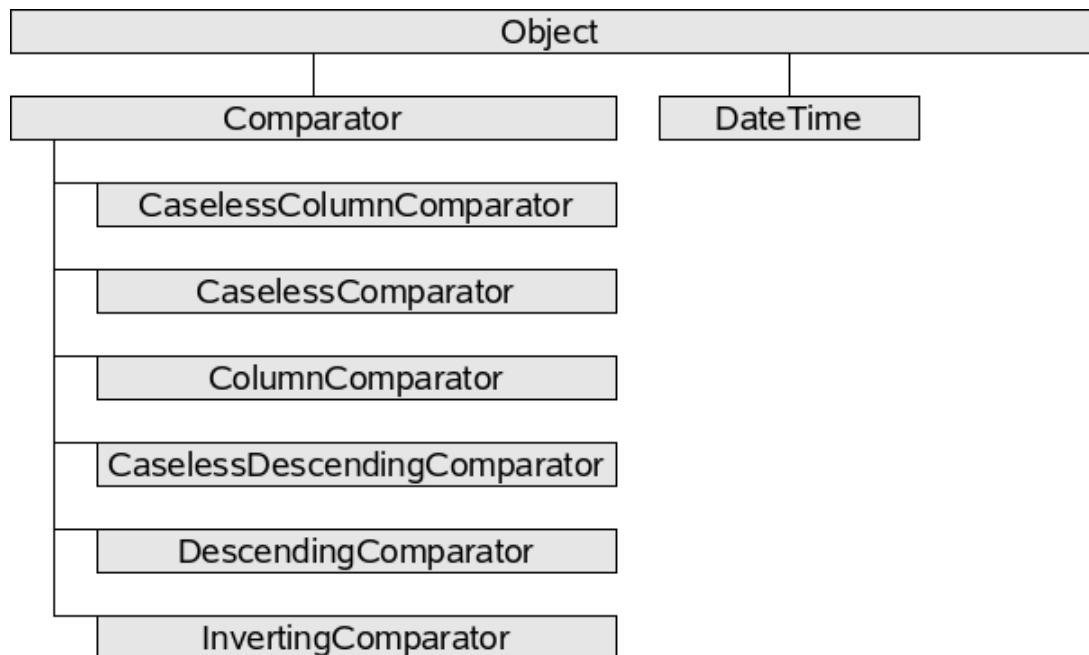 Object
Comparator
DateTime
CaselessColumnComparator
CaselessComparator
ColumnComparator
CaselessDescendingComparator
DescendingComparator
InvertingComparator